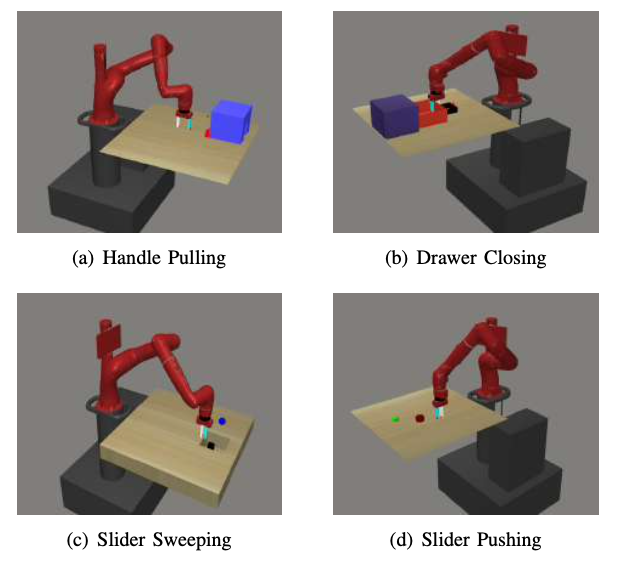 (a) Handle Pulling
(b) Drawer Closing
(c) Slider Sweeping
(d) Slider Pushing